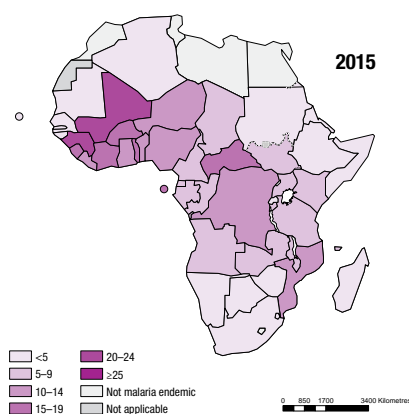 2015
<5
5–9
10–14
15–19
20–24
≥25
Not malaria endemic
Not applicable
0 850 1700 3400 Kilometres